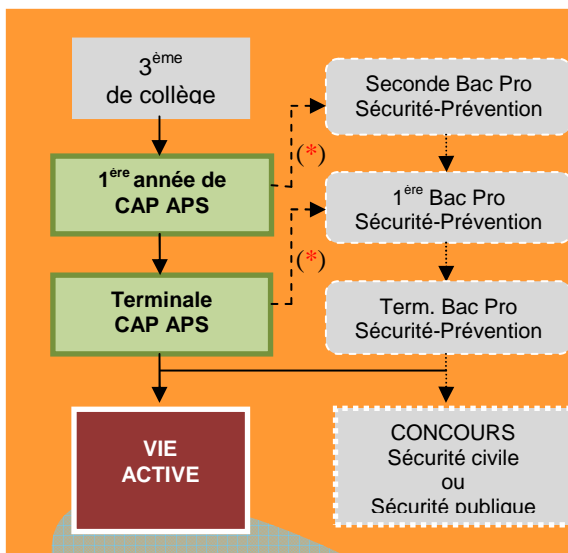 3ème
de collège
Seconde Bac Pro
Sécurité-Prévention
(*)
1ère année de
CAP APS
1ère Bac Pro
Sécurité-Prévention
(*)
Terminale
CAP APS
Term. Bac Pro
Sécurité-Prévention
VIE
ACTIVE
CONCOURS
Sécurité civile
ou
Sécurité publique